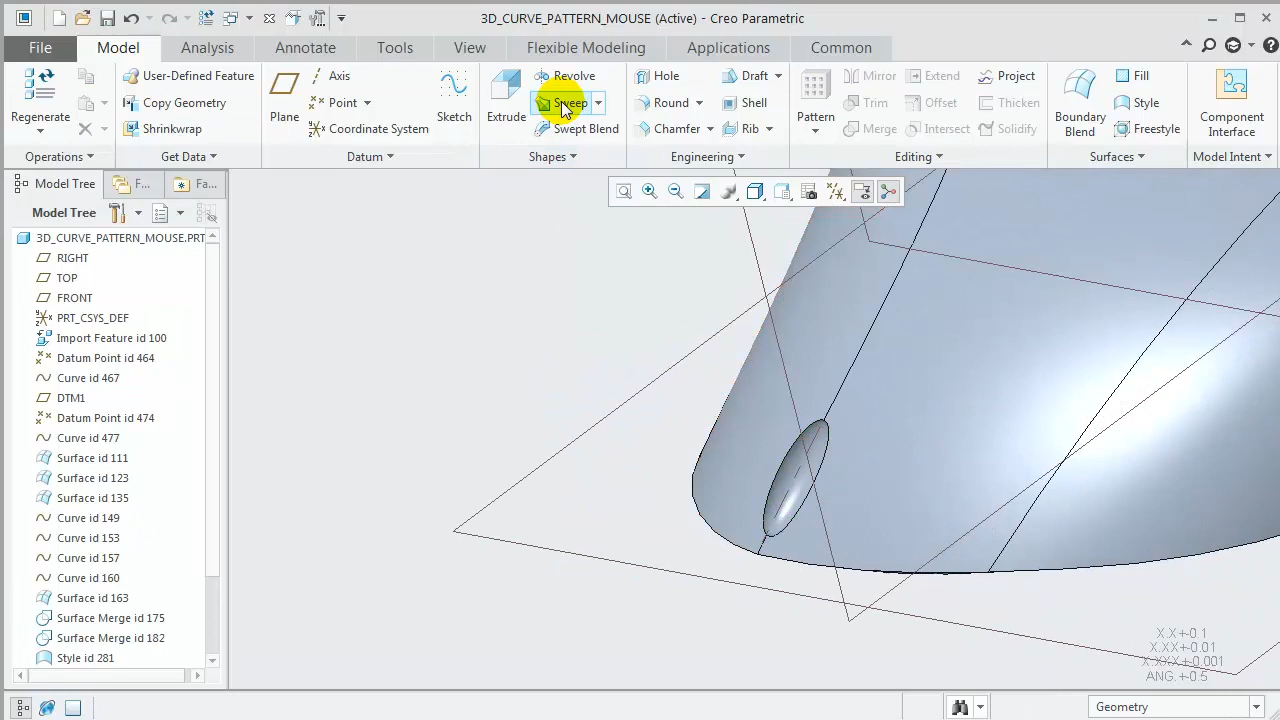 3D_CURVE_PATTERN_MOUSE (Active) - Creo Parametric
File Model Analysis Annotate Tools View Flexible Modeling Applications Common
Regenerate
User-Defined Feature
Copy Geometry
Shrinkwrap
Plane
Axis
Point
Coordinate System
Sketch
Extrude
Revolve
Sweep
Swept Blend
Hole
Round
Chamfer
Draft
Shell
Rib
Pattern
Mirror
Trim
Merge
Extend
Offset
Intersect
Project
Thicken
Solidify
Boundary
Blend
Fill
Style
Freestyle
Component
Interface
Operations Get Data Datum Shapes Engineering Editing Surfaces Model Intent
Model Tree F... Fa...
Model Tree
3D_CURVE_PATTERN_MOUSE.PRT
RIGHT
TOP
FRONT
PRT_CSYS_DEF
Import Feature id 100
Datum Point id 464
Curve id 467
DTM1
Datum Point id 474
Curve id 477
Surface id 111
Surface id 123
Surface id 135
Curve id 149
Curve id 153
Curve id 157
Curve id 160
Surface id 163
Surface Merge id 175
Surface Merge id 182
Style id 281
X.X +-0.1
X.XX +-0.01
X.XXX +-0.001
ANG. +-0.5
Geometry